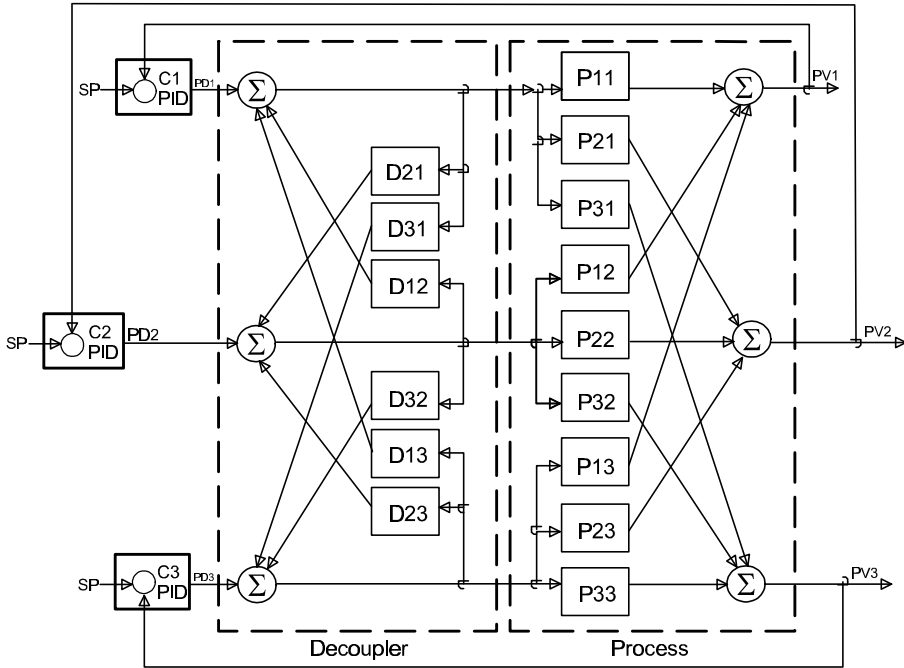 SP
C1
PID
PD1
Σ
P11
Σ
PV1
P21
D21
P31
D31
P12
D12
SP
C2
PID
PD2
Σ
P22
Σ
PV2
D32
P32
D13
P13
D23
P23
SP
C3
PID
PD3
Σ
P33
Σ
PV3
Decoupler
Process